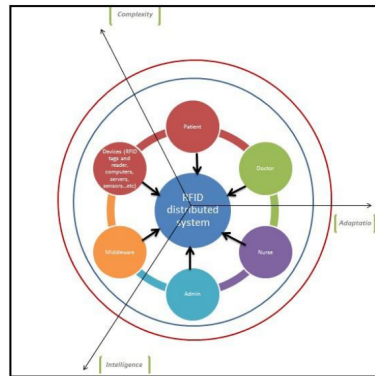 Complexity
Patient
Devices (RFID
tags and
reader,
computers,
servers,
sensors..etc)
Doctor
RFID
distributed
system
Adaptatio
Middleware
Nurse
Admin
Intelligence